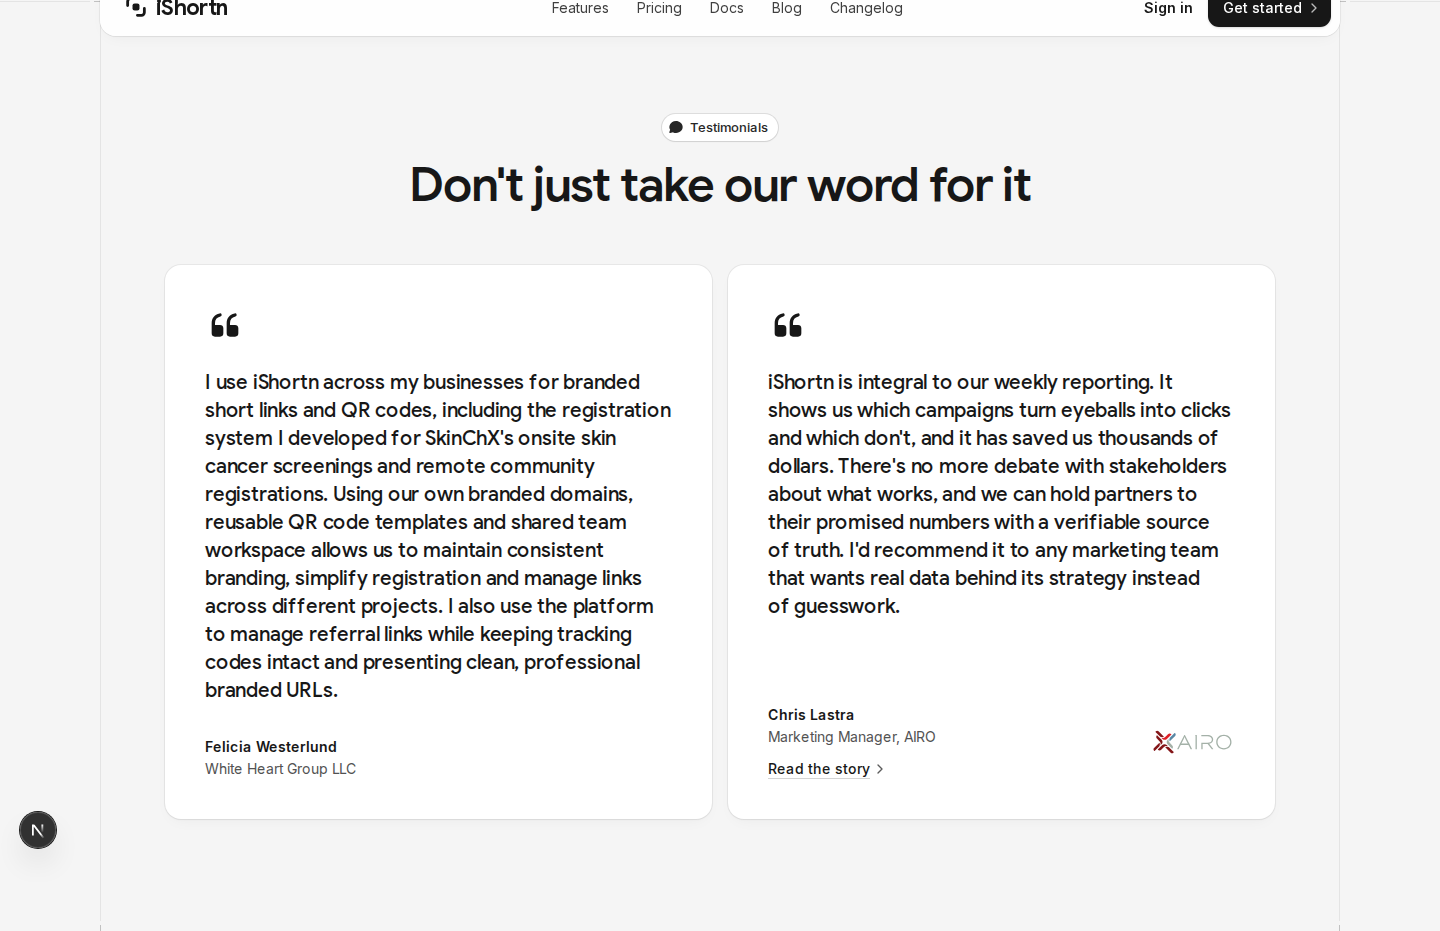 iShortn
Features
Pricing
Docs
Blog
Changelog
Sign in
Get started
Testimonials
Don't just take our word for it
I use iShortn across my businesses for branded
short links and QR codes, including the registration
system I developed for SkinChX's onsite skin
cancer screenings and remote community
registrations. Using our own branded domains,
reusable QR code templates and shared team
workspace allows us to maintain consistent
branding, simplify registration and manage links
across different projects. I also use the platform
to manage referral links while keeping tracking
codes intact and presenting clean, professional
branded URLs.
Felicia Westerlund
White Heart Group LLC
iShortn is integral to our weekly reporting. It
shows us which campaigns turn eyeballs into clicks
and which don't, and it has saved us thousands of
dollars. There's no more debate with stakeholders
about what works, and we can hold partners to
their promised numbers with a verifiable source
of truth. I'd recommend it to any marketing team
that wants real data behind its strategy instead
of guesswork.
Chris Lastra
Marketing Manager, AIRO
Read the story
AIRO
N